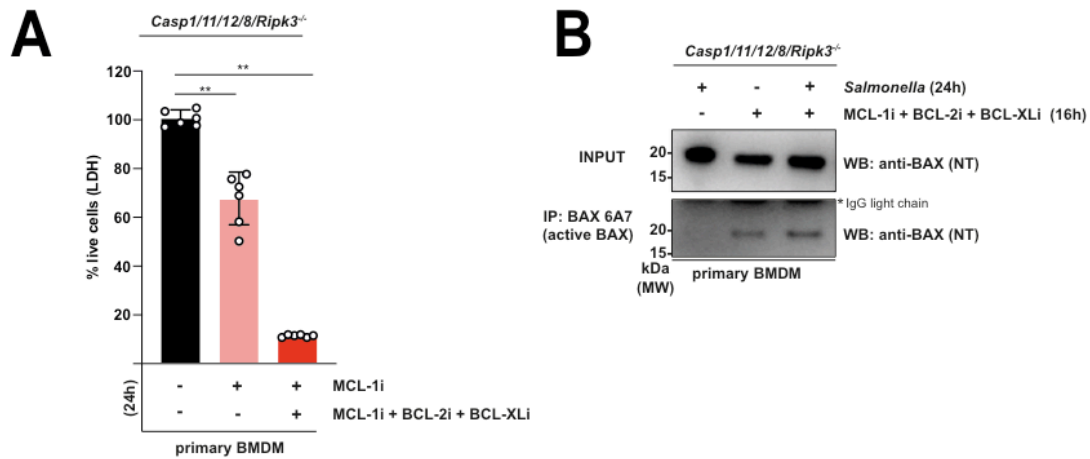 A
Casp1/11/12/8/Ripk3-/-
**
**
120
100
80
60
40
20
% live cells (LDH)
(24h)
- + + MCL-1i
- - + MCL-1i + BCL-2i + BCL-XLi
primary BMDM
B
Casp1/11/12/8/Ripk3-/-
+ - + Salmonella (24h)
- + + MCL-1i + BCL-2i + BCL-XLi (16h)
INPUT
20
15
WB: anti-BAX (NT)
* IgG light chain
IP: BAX 6A7
(active BAX)
20
15
WB: anti-BAX (NT)
kDa
(MW)
primary BMDM